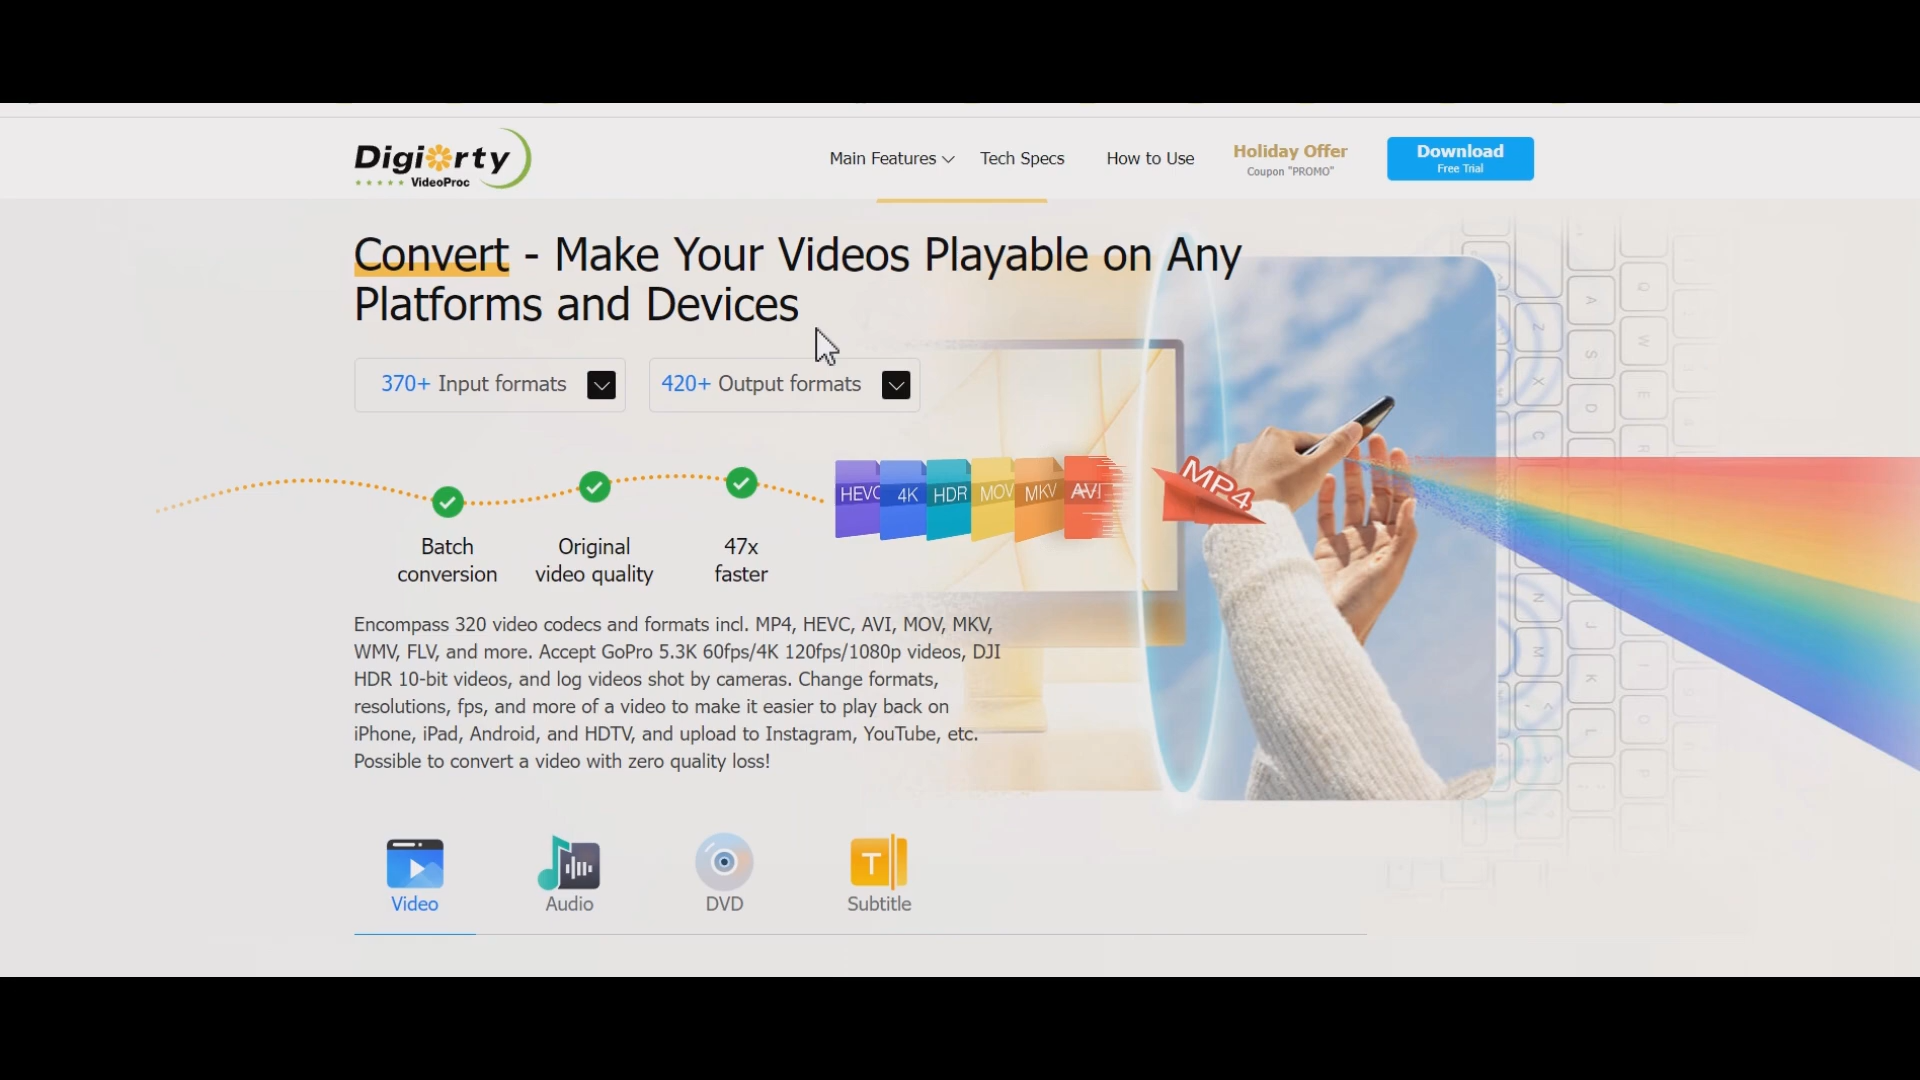 Digiarty
VideoProc
Main Features
Tech Specs
How to Use
Holiday Offer
Coupon "PROMO"
Download
Free Trial
Convert - Make Your Videos Playable on Any
Platforms and Devices
370+ Input formats
420+ Output formats
HEVC
4K
HDR
MOV
MKV
AVI
MP4
Batch
conversion
Original
video quality
47x
faster
Encompass 320 video codecs and formats incl. MP4, HEVC, AVI, MOV, MKV,
WMV, FLV, and more. Accept GoPro 5.3K 60fps/4K 120fps/1080p videos, DJI
HDR 10-bit videos, and log videos shot by cameras. Change formats,
resolutions, fps, and more of a video to make it easier to play back on
iPhone, iPad, Android, and HDTV, and upload to Instagram, YouTube, etc.
Possible to convert a video with zero quality loss!
T
Video
Audio
DVD
Subtitle